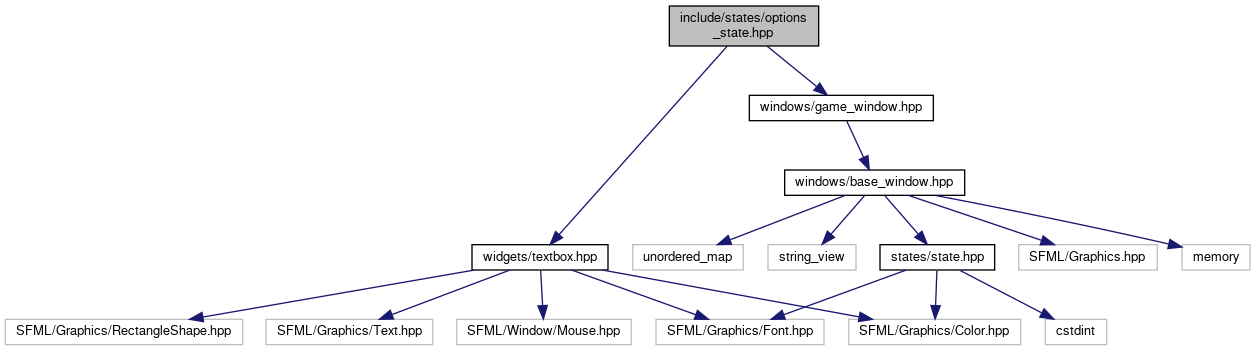 include/states/options
_state.hpp
windows/game_window.hpp
windows/base_window.hpp
widgets/textbox.hpp
unordered_map
string_view
states/state.hpp
SFML/Graphics.hpp
memory
SFML/Graphics/RectangleShape.hpp
SFML/Graphics/Text.hpp
SFML/Window/Mouse.hpp
SFML/Graphics/Font.hpp
SFML/Graphics/Color.hpp
cstdint